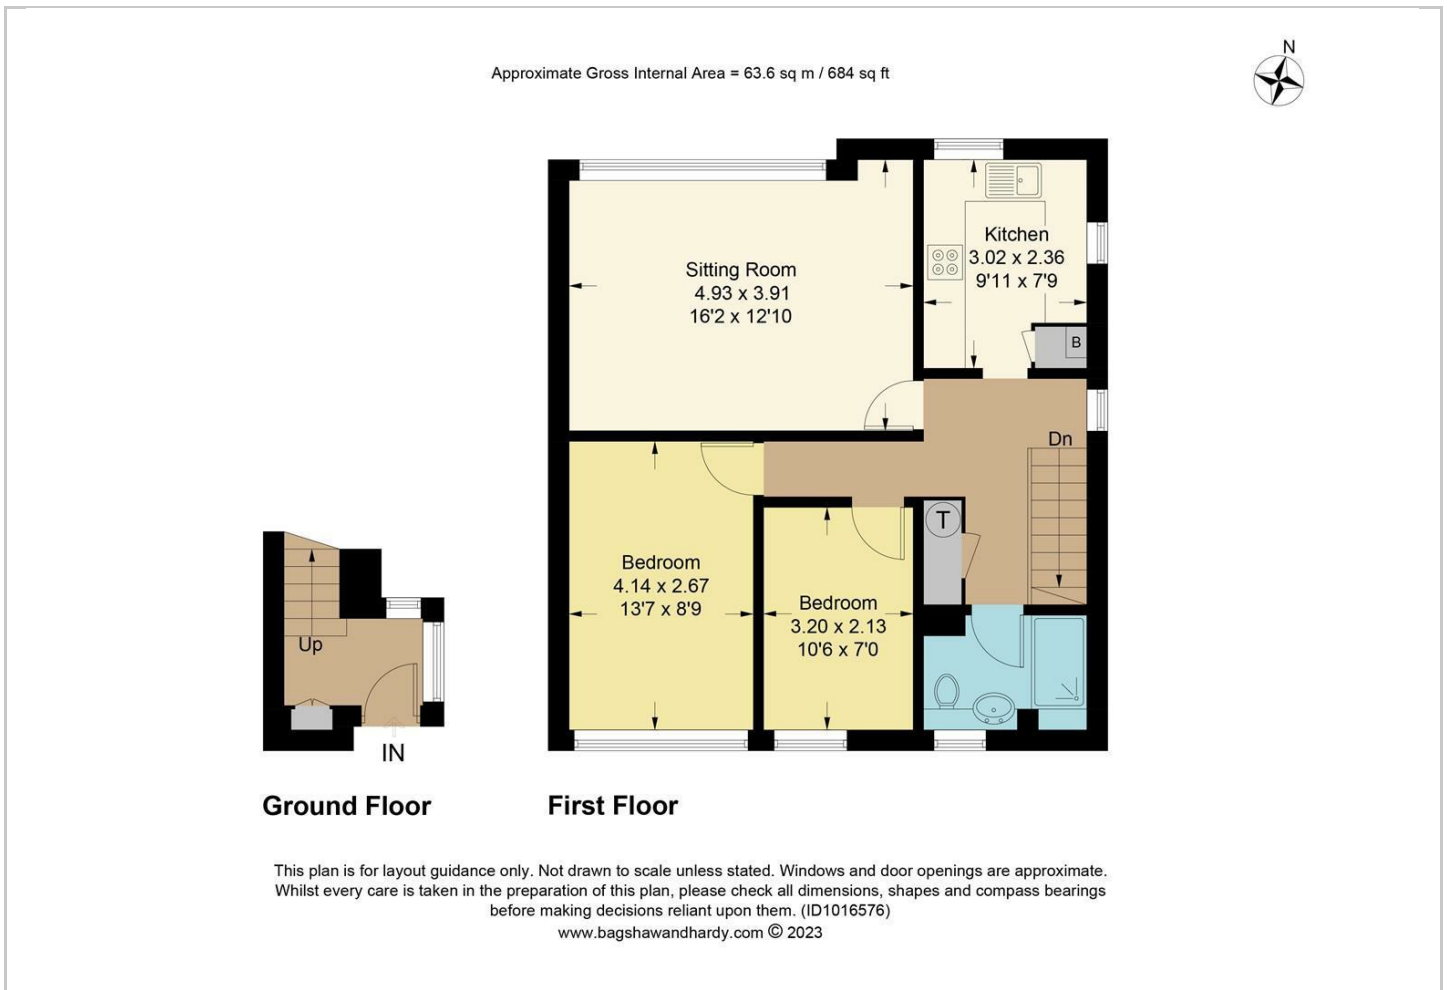 Approximate Gross Internal Area = 63.6 sq m / 684 sq ft
N
Kitchen
3.02 x 2.36
9'11 x 7'9
Sitting Room
4.93 x 3.91
16'2 x 12'10
B
Dn
T
Bedroom
4.14 x 2.67
13'7 x 8'9
Bedroom
3.20 x 2.13
10'6 x 7'0
Up
IN
Ground Floor
First Floor
This plan is for layout guidance only. Not drawn to scale unless stated. Windows and door openings are approximate.
Whilst every care is taken in the preparation of this plan, please check all dimensions, shapes and compass bearings
before making decisions reliant upon them. (ID1016576)
www.bagshawandhardy.com © 2023